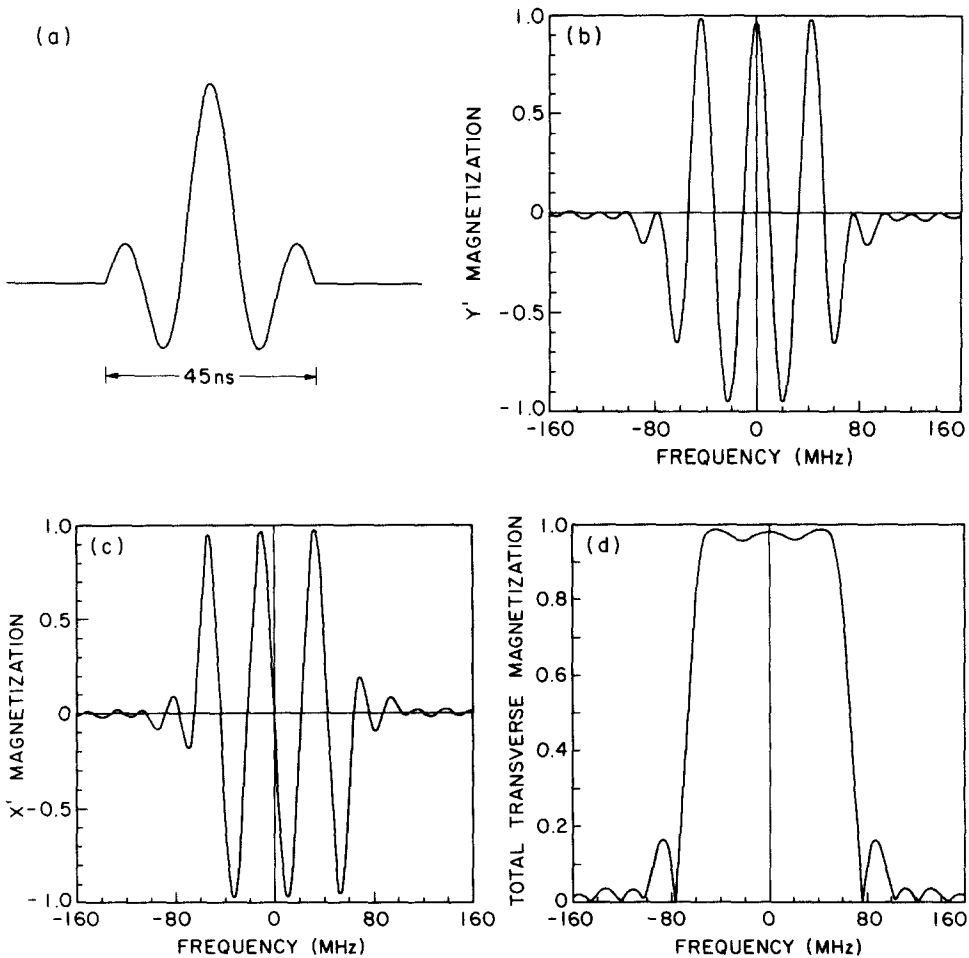 (a)
45ns
(b)
Y' MAGNETIZATION
1.0
0.5
0
-0.5
-1.0
-160 -80 0 80 160
FREQUENCY (MHz)
(c)
X' MAGNETIZATION
1.0
0.5
0
-0.5
-1.0
-160 -80 0 80 160
FREQUENCY (MHz)
(d)
TOTAL TRANSVERSE MAGNETIZATION
1.0
0.8
0.6
0.4
0.2
0
-160 -80 0 80 160
FREQUENCY (MHz)